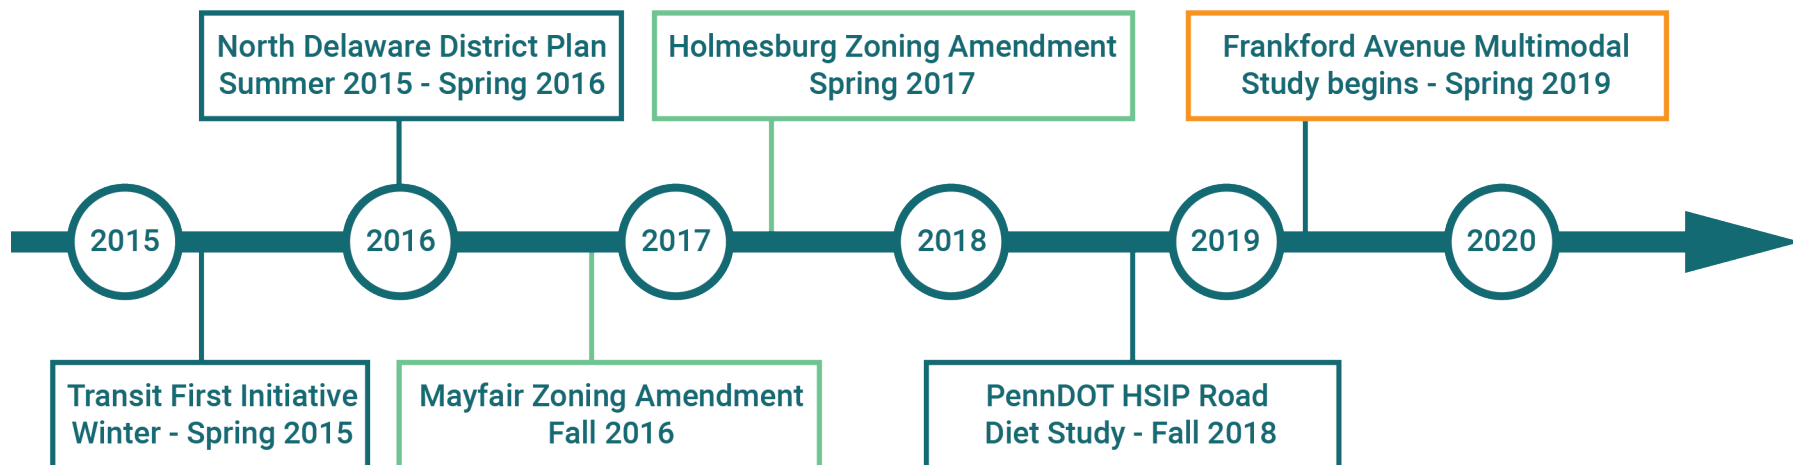 North Delaware District Plan
Summer 2015 - Spring 2016
Holmesburg Zoning Amendment
Spring 2017
Frankford Avenue Multimodal
Study begins - Spring 2019
2015
2016
2017
2018
2019
2020
Transit First Initiative
Winter - Spring 2015
Mayfair Zoning Amendment
Fall 2016
PennDOT HSIP Road
Diet Study - Fall 2018